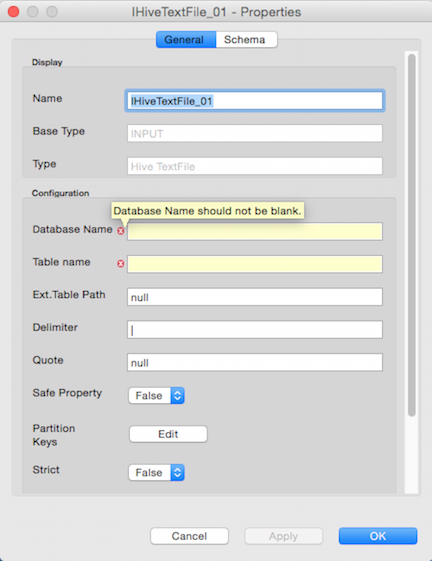 IHiveTextFile_01 - Properties
General Schema
Display
Name IHiveTextFile_01
Base Type INPUT
Type Hive TextFile
Configuration
Database Name should not be blank.
Database Name
Table name
Ext.Table Path null
Delimiter |
Quote null
Safe Property False
Partition
Keys Edit
Strict False
Cancel Apply OK